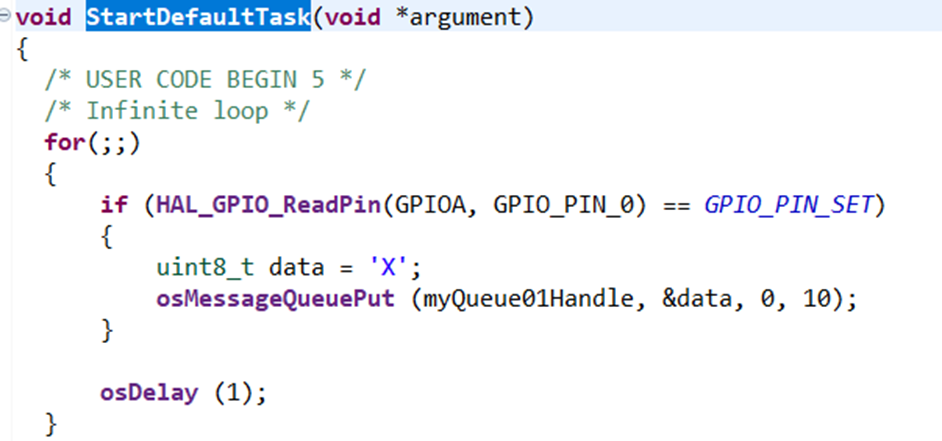 void StartDefaultTask(void *argument)
{
/* USER CODE BEGIN 5 */
/* Infinite loop */
for(;;)
{
if (HAL_GPIO_ReadPin(GPIOA, GPIO_PIN_0) == GPIO_PIN_SET)
{
uint8_t data = 'X';
osMessageQueuePut (myQueue01Handle, &data, 0, 10);
}
osDelay (1);
}